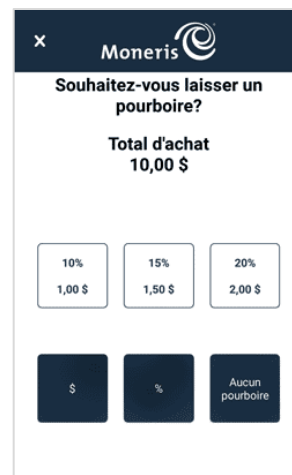 ×
Moneris
Souhaitez-vous laisser un
pourboire?
Total d'achat
10,00 $
10% 15% 20%
1,00 $ 1,50 $ 2,00 $
$ % Aucun
pourboire